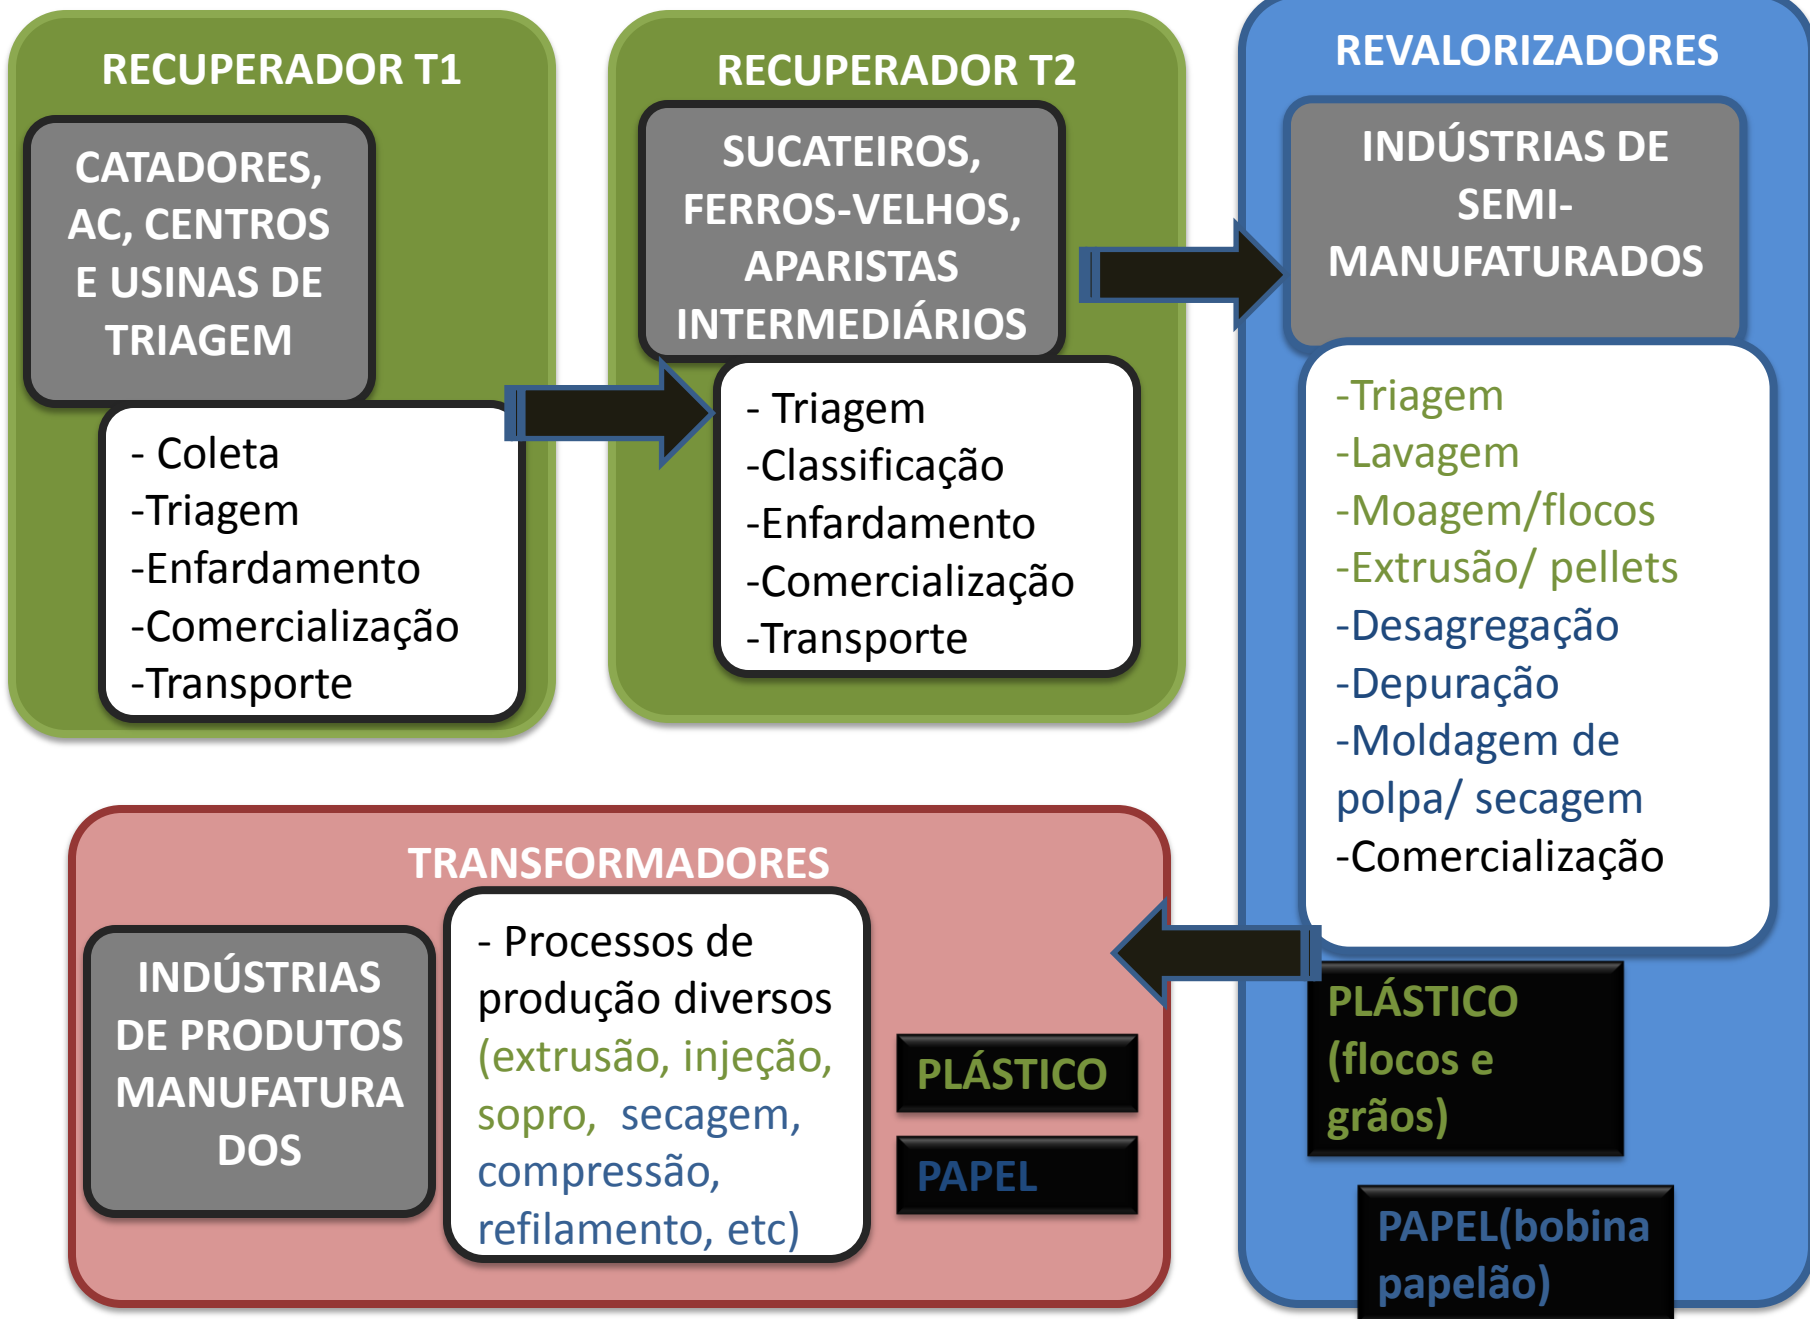 RECUPERADOR T1
CATADORES,
AC, CENTROS
E USINAS DE
TRIAGEM
- Coleta
-Triagem
-Enfardamento
-Comercialização
-Transporte
RECUPERADOR T2
SUCATEIROS,
FERROS-VELHOS,
APARISTAS
INTERMEDIÁRIOS
- Triagem
-Classificação
-Enfardamento
-Comercialização
-Transporte
REVALORIZADORES
INDÚSTRIAS DE
SEMI-
MANUFATURADOS
-Triagem
-Lavagem
-Moagem/flocos
-Extrusão/ pellets
-Desagregação
-Depuração
-Moldagem de
polpa/ secagem
-Comercialização
PLÁSTICO
(flocos e
grãos)
PAPEL(bobina
papelão)
TRANSFORMADORES
INDÚSTRIAS
DE PRODUTOS
MANUFATURA
DOS
- Processos de
produção diversos
(extrusão, injeção,
sopro, secagem,
compressão,
refilamento, etc)
PLÁSTICO
PAPEL